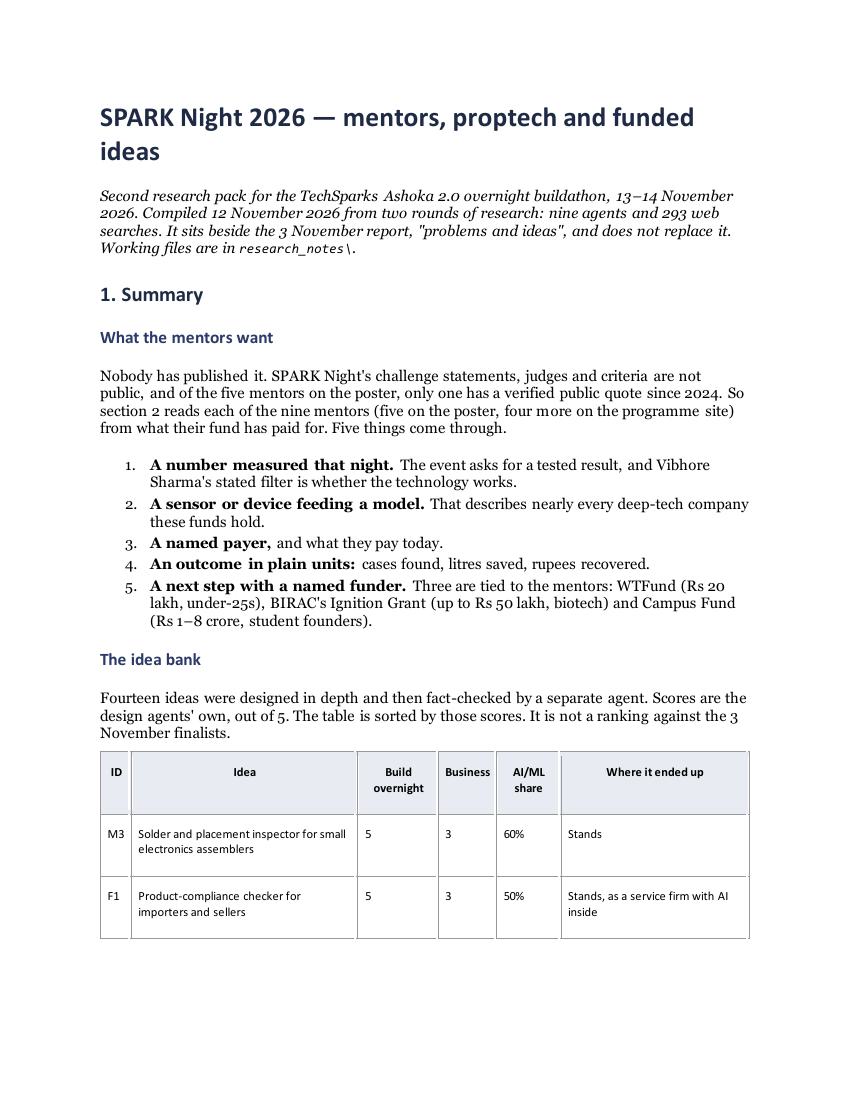 SPARK Night 2026 — mentors, proptech and funded
ideas
Second research pack for the TechSparks Ashoka 2.0 overnight buildathon, 13–14 November
2026. Compiled 12 November 2026 from two rounds of research: nine agents and 293 web
searches. It sits beside the 3 November report, "problems and ideas", and does not replace it.
Working files are in research_notes\.
1. Summary
What the mentors want
Nobody has published it. SPARK Night's challenge statements, judges and criteria are not
public, and of the five mentors on the poster, only one has a verified public quote since 2024. So
section 2 reads each of the nine mentors (five on the poster, four more on the programme site)
from what their fund has paid for. Five things come through.
1. A number measured that night. The event asks for a tested result, and Vibhore
Sharma's stated filter is whether the technology works.
2. A sensor or device feeding a model. That describes nearly every deep-tech company
these funds hold.
3. A named payer, and what they pay today.
4. An outcome in plain units: cases found, litres saved, rupees recovered.
5. A next step with a named funder. Three are tied to the mentors: WTFund (Rs 20
lakh, under-25s), BIRAC's Ignition Grant (up to Rs 50 lakh, biotech) and Campus Fund
(Rs 1–8 crore, student founders).
The idea bank
Fourteen ideas were designed in depth and then fact-checked by a separate agent. Scores are the
design agents' own, out of 5. The table is sorted by those scores. It is not a ranking against the 3
November finalists.
ID Idea Build Business AI/ML Where it ended up
overnight share
M3 Solder and placement inspector for small 5 3 60% Stands
electronics assemblers
F1 Product-compliance checker for 5 3 50% Stands, as a service firm with AI
importers and sellers inside